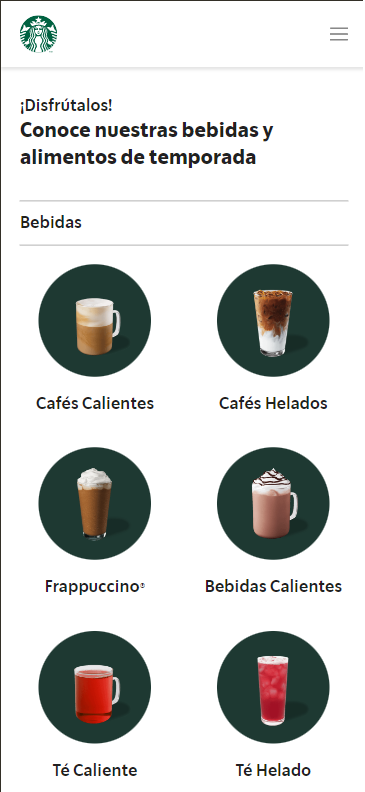 ¡Disfrútalos!
Conoce nuestras bebidas y
alimentos de temporada
Bebidas
Cafés Calientes
Cafés Helados
Frappuccino®
Bebidas Calientes
Té Caliente
Té Helado